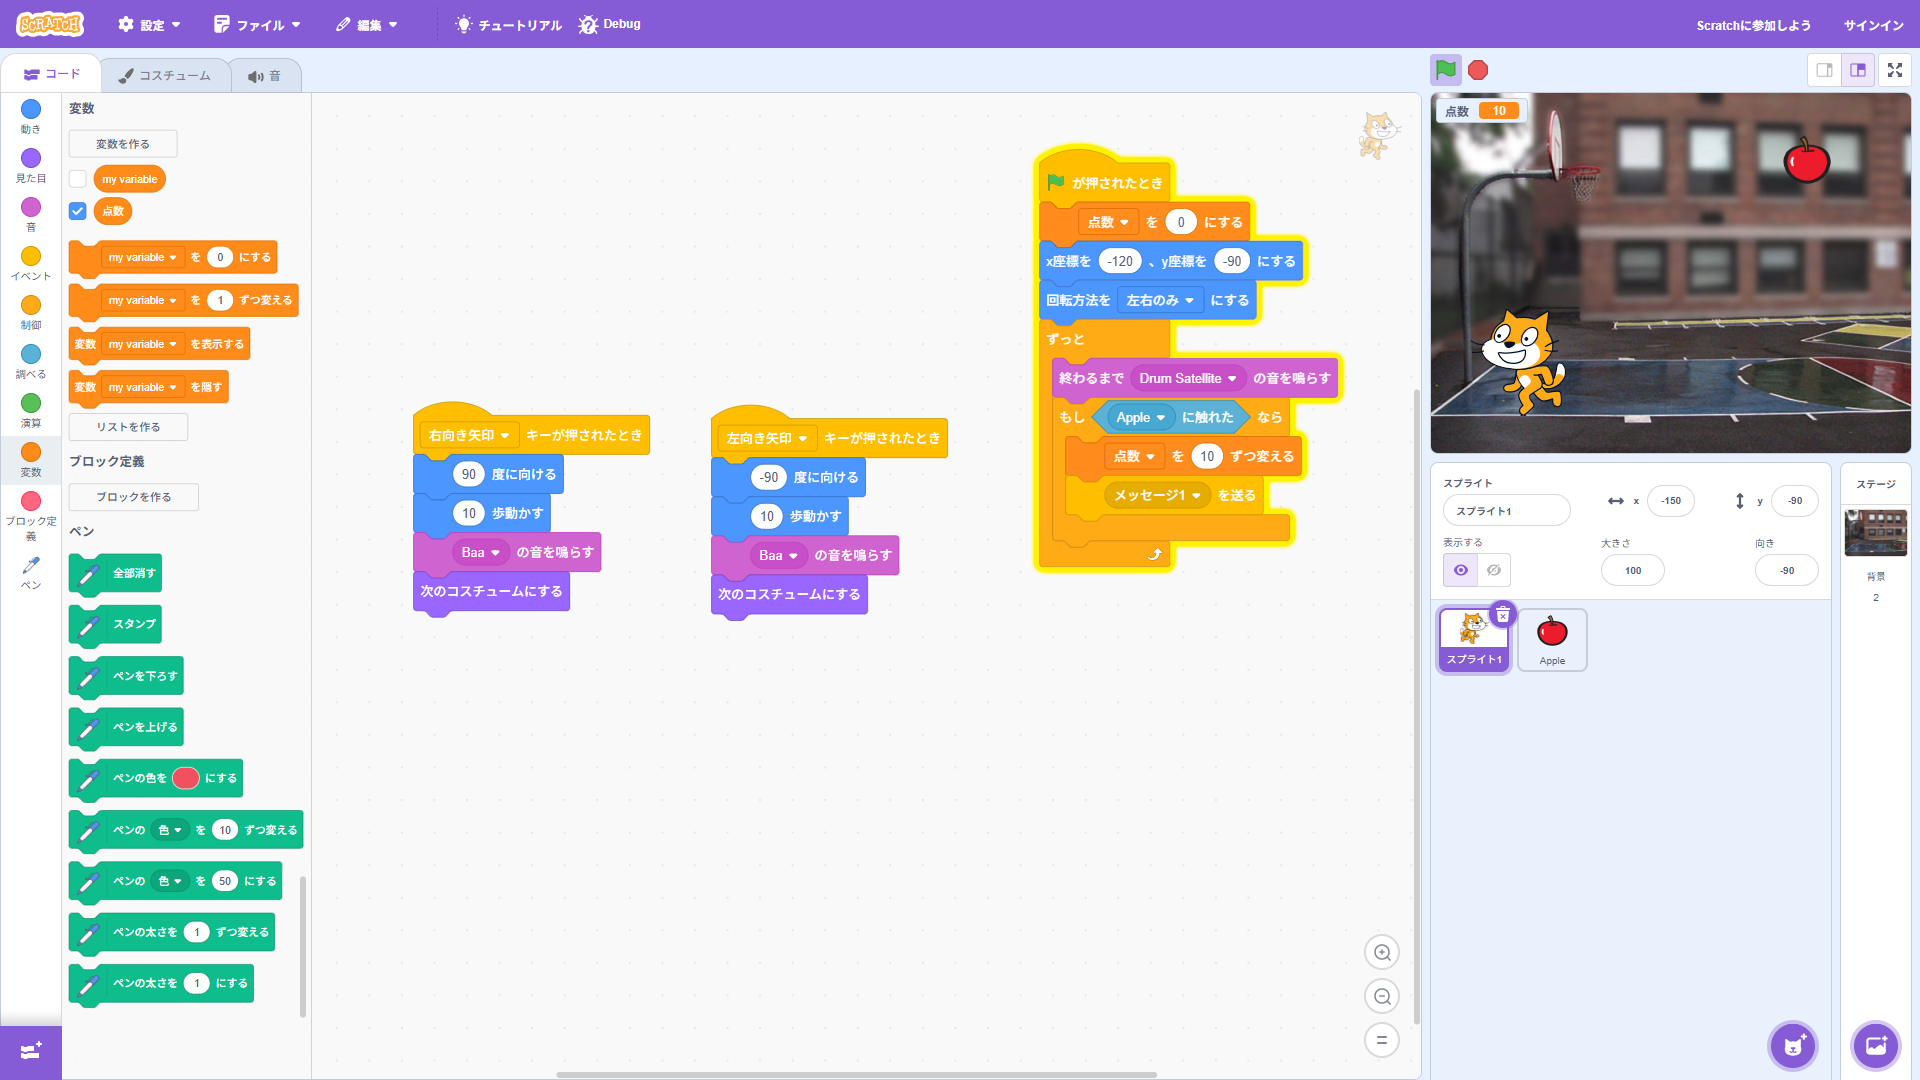 SCRATCH
設定
ファイル
編集
チュートリアル
Debug
Scratchに参加しよう
サインイン
コード
コスチューム
音
動き
見た目
音
イベント
制御
調べる
演算
変数
ブロック定義
ペン
変数
変数を作る
my variable
点数
my variable を 0 にする
my variable を 1 ずつ変える
変数 my variable を表示する
変数 my variable を隠す
リストを作る
ブロック定義
ブロックを作る
ペン
全部消す
スタンプ
ペンを下ろす
ペンを上げる
ペンの色を にする
ペンの 色 を 10 ずつ変える
ペンの 色 を 50 にする
ペンの太さを 1 ずつ変える
ペンの太さを 1 にする
右向き矢印 キーが押されたとき
90 度に向ける
10 歩動かす
Baa の音を鳴らす
次のコスチュームにする
左向き矢印 キーが押されたとき
-90 度に向ける
10 歩動かす
Baa の音を鳴らす
次のコスチュームにする
が押されたとき
点数 を 0 にする
x座標を -120 、y座標を -90 にする
回転方法を 左右のみ にする
ずっと
終わるまで Drum Satellite の音を鳴らす
もし Apple に触れた なら
点数 を 10 ずつ変える
メッセージ1 を送る
点数 10
スプライト
スプライト1
x -150
y -90
表示する
大きさ
100
向き
-90
スプライト1
Apple
ステージ
背景
2